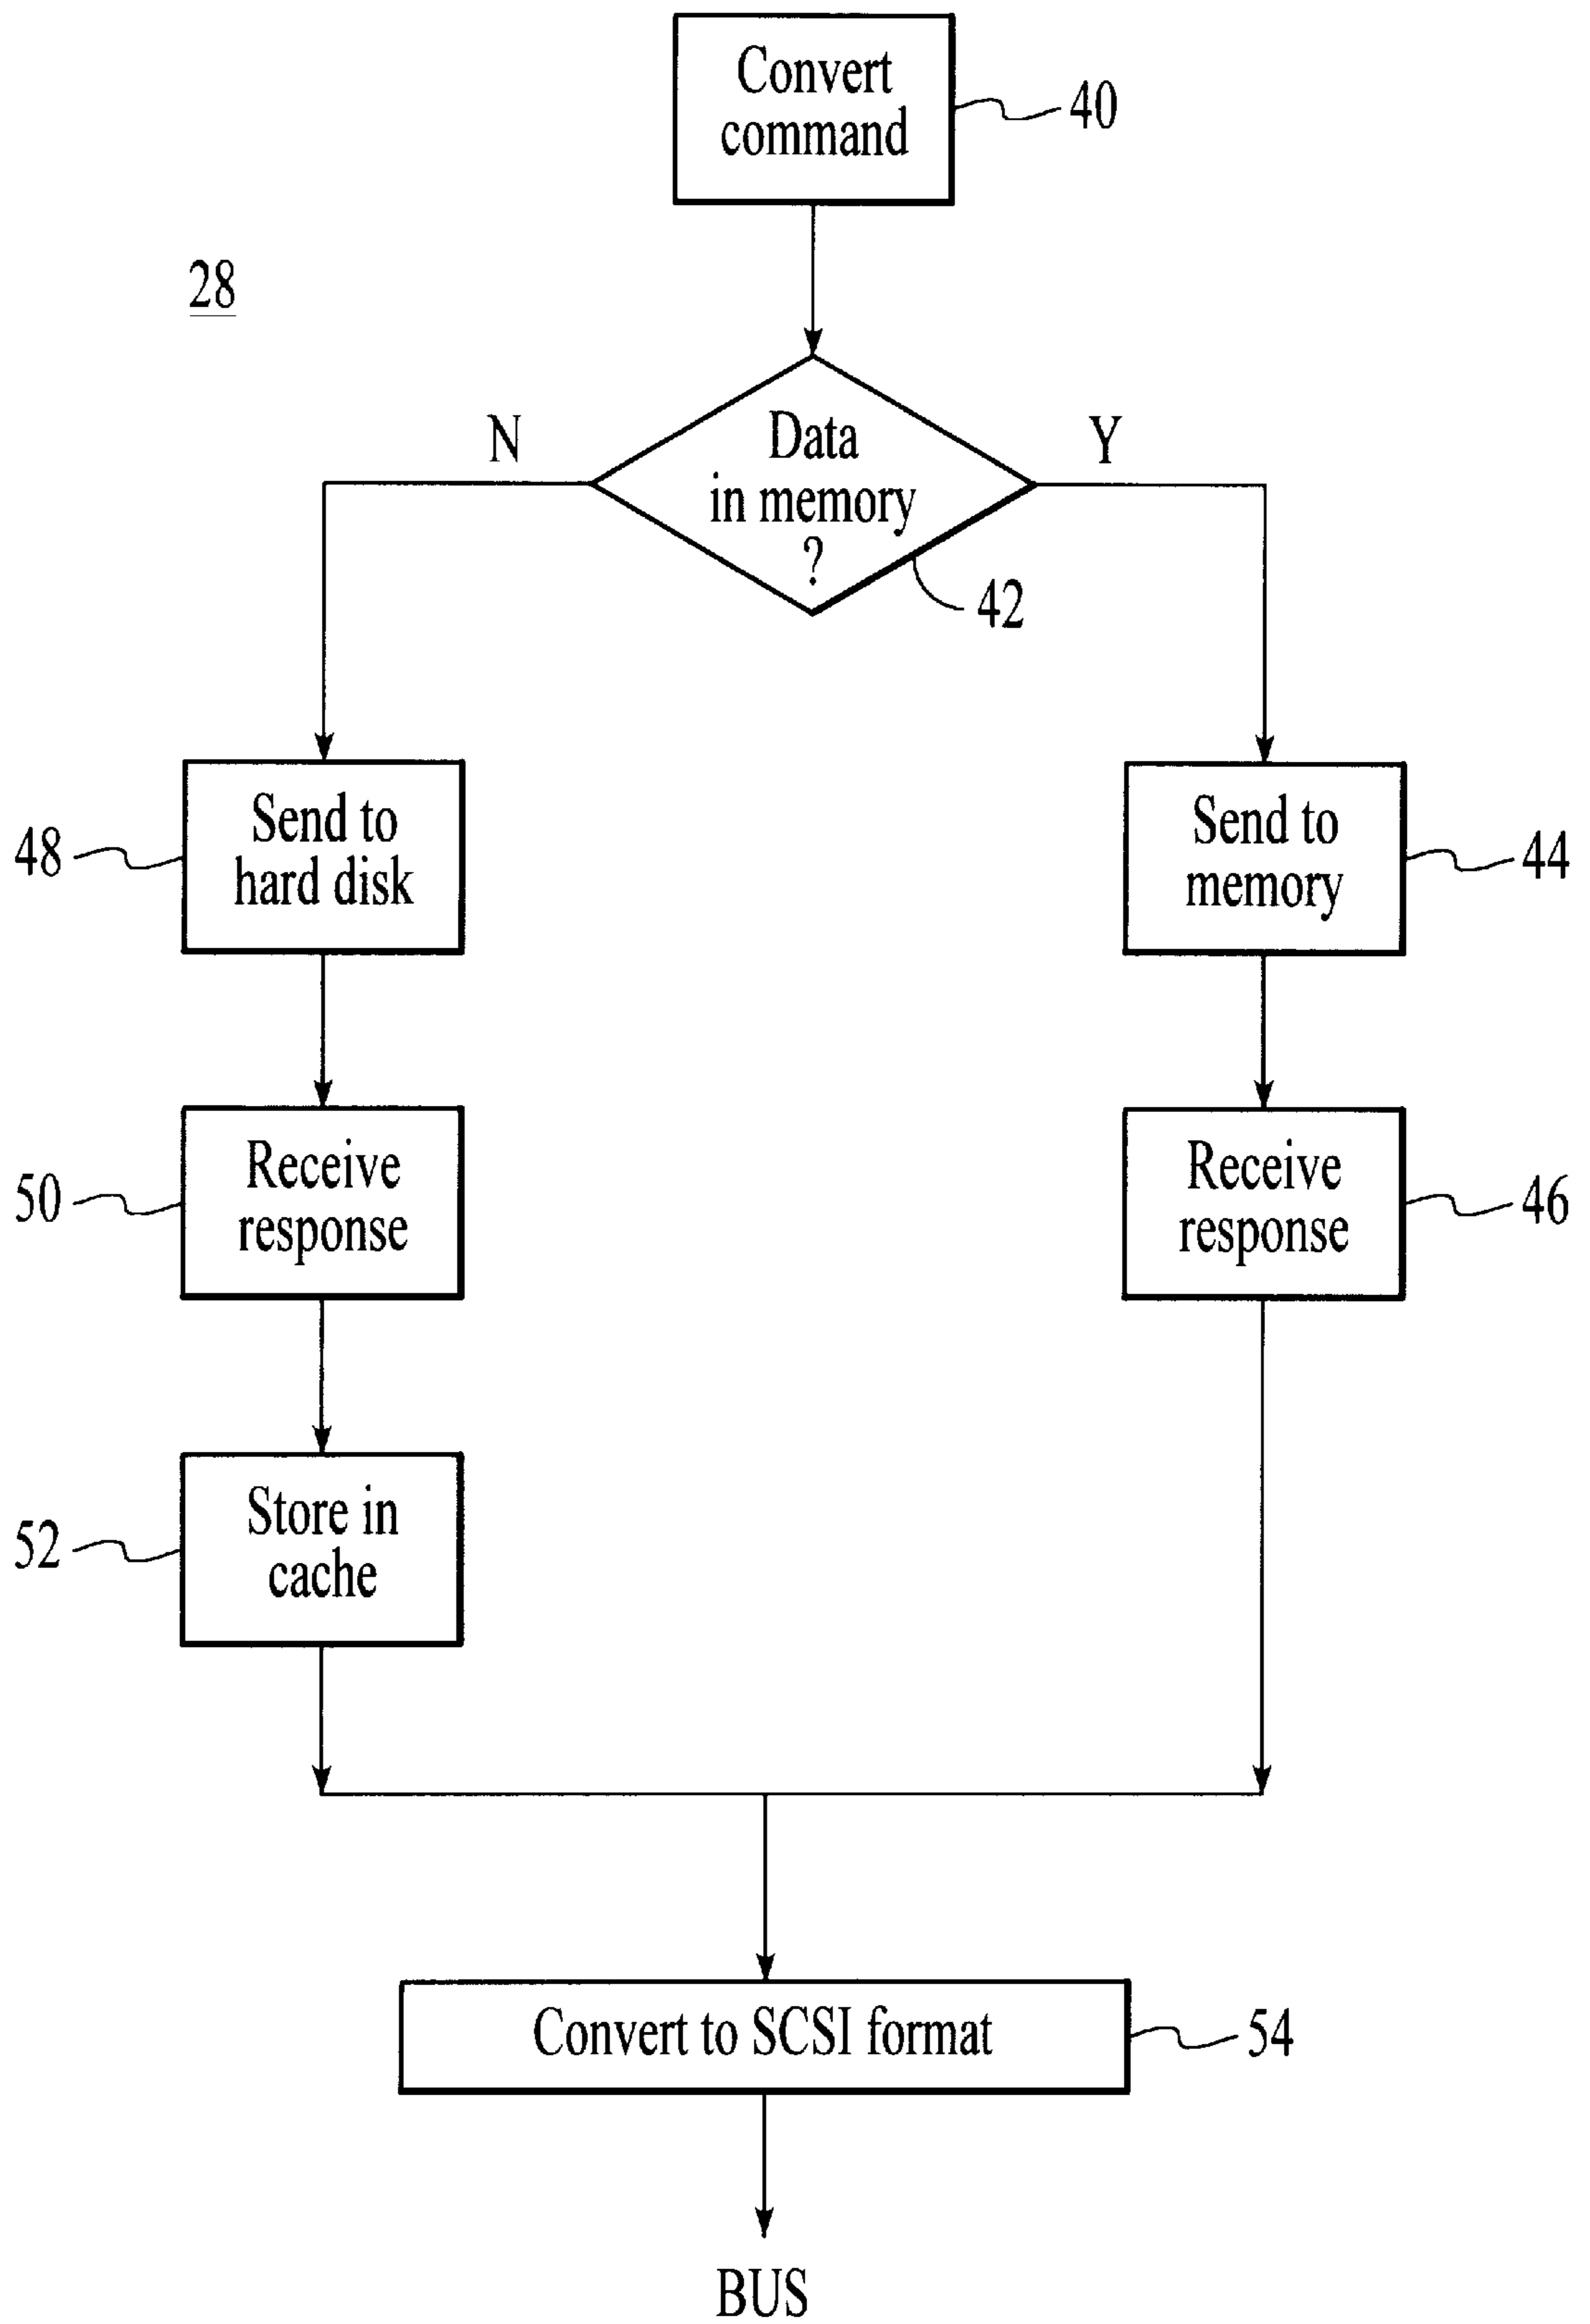 Convert
command
40
28
N
Data
in memory
?
Y
42
48
Send to
hard disk
Send to
memory
44
50
Receive
response
Receive
response
46
52
Store in
cache
Convert to SCSI format
54
BUS